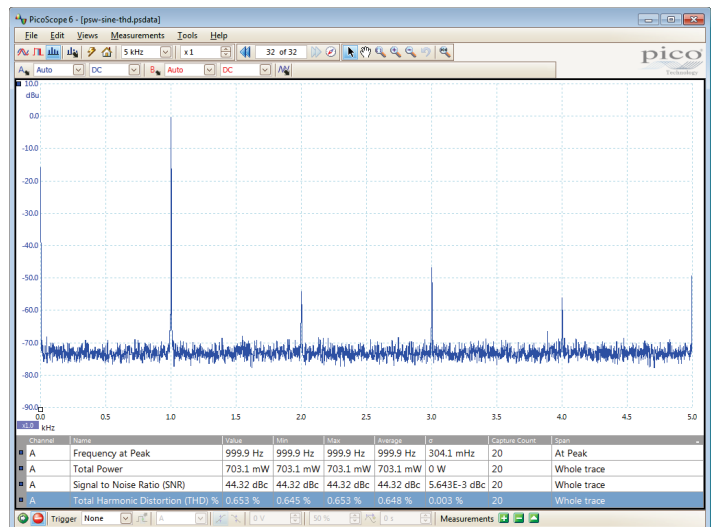 PicoScope 6 - [psw-sine-thd.psdata]
File Edit Views Measurements Tools Help
5 kHz x 1 32 of 32
pico
Technology
A Auto DC B Auto DC
10.0
dBu
0.0
-10.0
-20.0
-30.0
-40.0
-50.0
-60.0
-70.0
-80.0
-90.0
0.0 0.5 1.0 1.5 2.0 2.5 3.0 3.5 4.0 4.5 5.0
x1.0 kHz
Channel Name Value Min Max Average σ Capture Count Span
A Frequency at Peak 999.9 Hz 999.9 Hz 999.9 Hz 999.9 Hz 304.1 mHz 20 At Peak
A Total Power 703.1 mW 703.1 mW 703.1 mW 703.1 mW 0 W 20 Whole trace
A Signal to Noise Ratio (SNR) 44.32 dBc 44.32 dBc 44.32 dBc 44.32 dBc 5.643E-3 dBc 20 Whole trace
A Total Harmonic Distortion (THD) % 0.653 % 0.645 % 0.653 % 0.648 % 0.003 % 20 Whole trace
Trigger None A 0 V 50 % 0 s Measurements